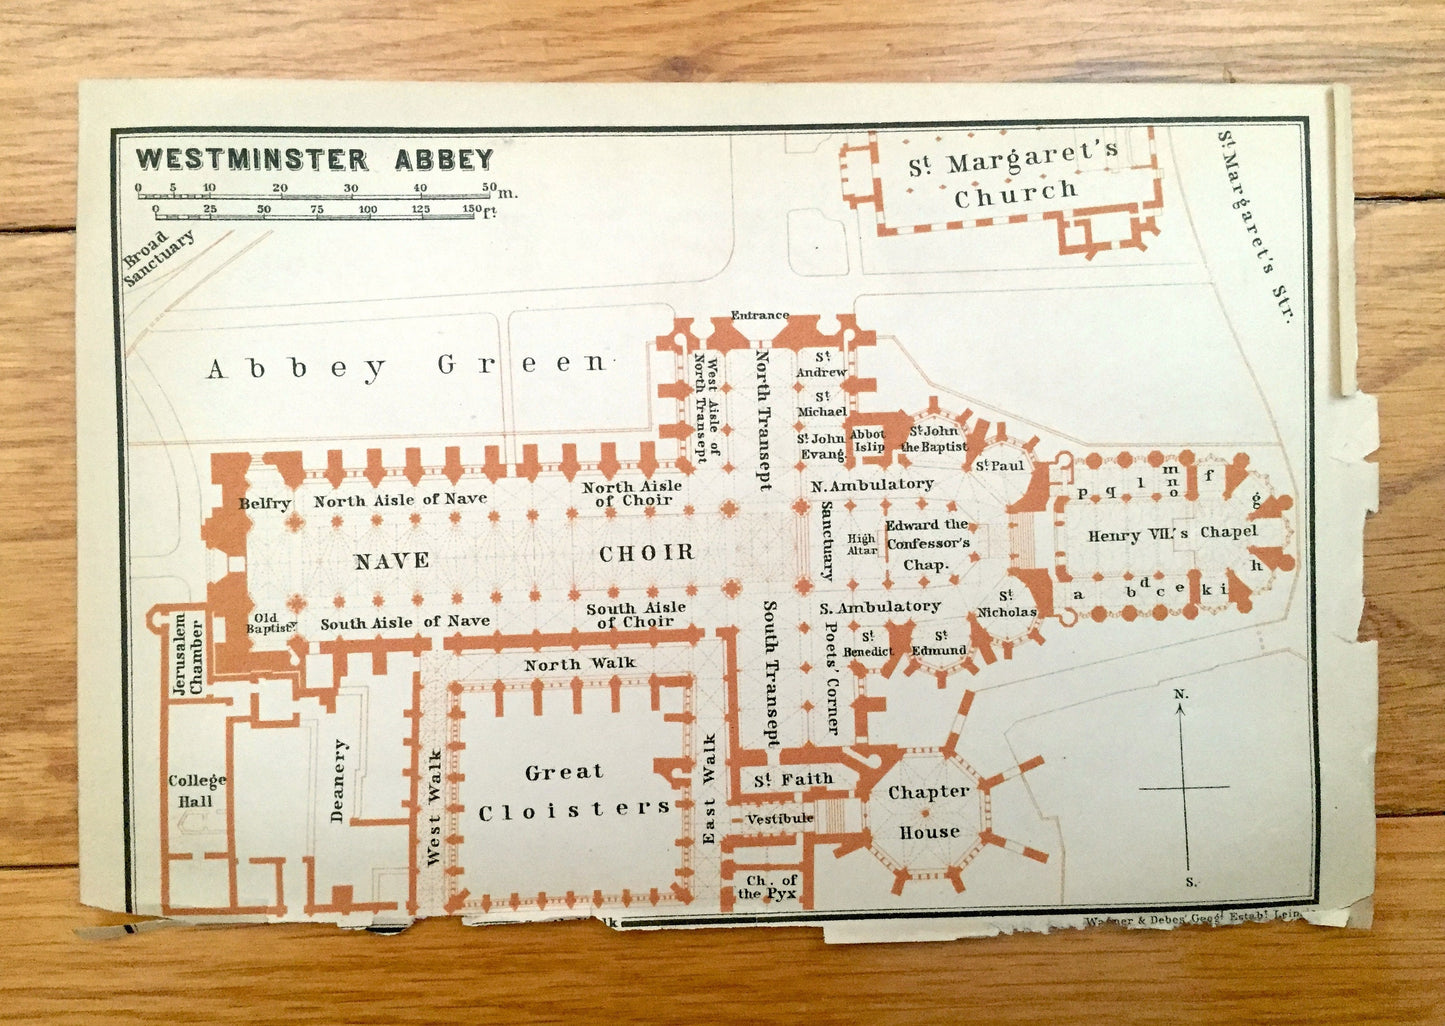 WESTMINSTER ABBEY
0 5 10 20 30 40 50 m.
0 25 50 75 100 125 150 ft.
Broad
Sanctuary
St. Margaret's
Church
St. Margaret's Str.
Abbey Green
Entrance
West Aisle of
North Transept
North Transept
St.
Andrew
St.
Michael
St. John
Evang.
Abbot
Islip
St. John
the Baptist
St. Paul
N. Ambulatory
Belfry
North Aisle of Nave
North Aisle
of Choir
NAVE
CHOIR
Sanctuary
High
Altar
Edward the
Confessor's
Chap.
p q l m
n
o
f
g
Henry VII.'s Chapel
h
a b d c e k i
Old
Baptisty.
South Aisle of Nave
South Aisle
of Choir
S. Ambulatory
St.
Nicholas
St.
Benedict
St.
Edmund
Poets' Corner
South Transept
Jerusalem
Chamber
North Walk
College
Hall
Deanery
West Walk
Great
Cloisters
East Walk
St. Faith
Vestibule
Chapter
House
Ch. of
the Pyx
N.
S.
Wagner & Debes' Geogl. Estabt. Leip